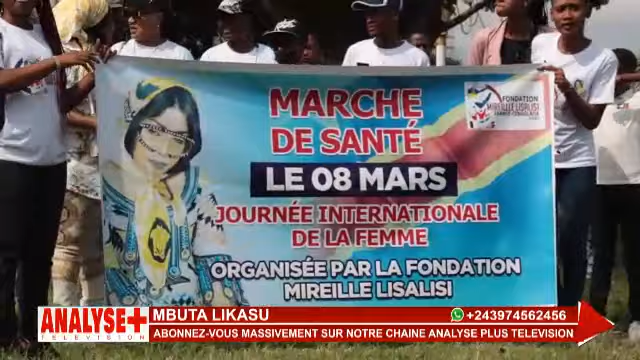 MARCHE
DE SANTÉ
LE 08 MARS
JOURNÉE INTERNATIONALE
DE LA FEMME
ORGANISÉE PAR LA FONDATION
MIREILLE LISALISI
FONDATION
MIREILLE LISALISI
ANALYSE+
TELEVISION
MBUTA LIKASU
+243974562456
ABONNEZ-VOUS MASSIVEMENT SUR NOTRE CHAINE ANALYSE PLUS TELEVISION